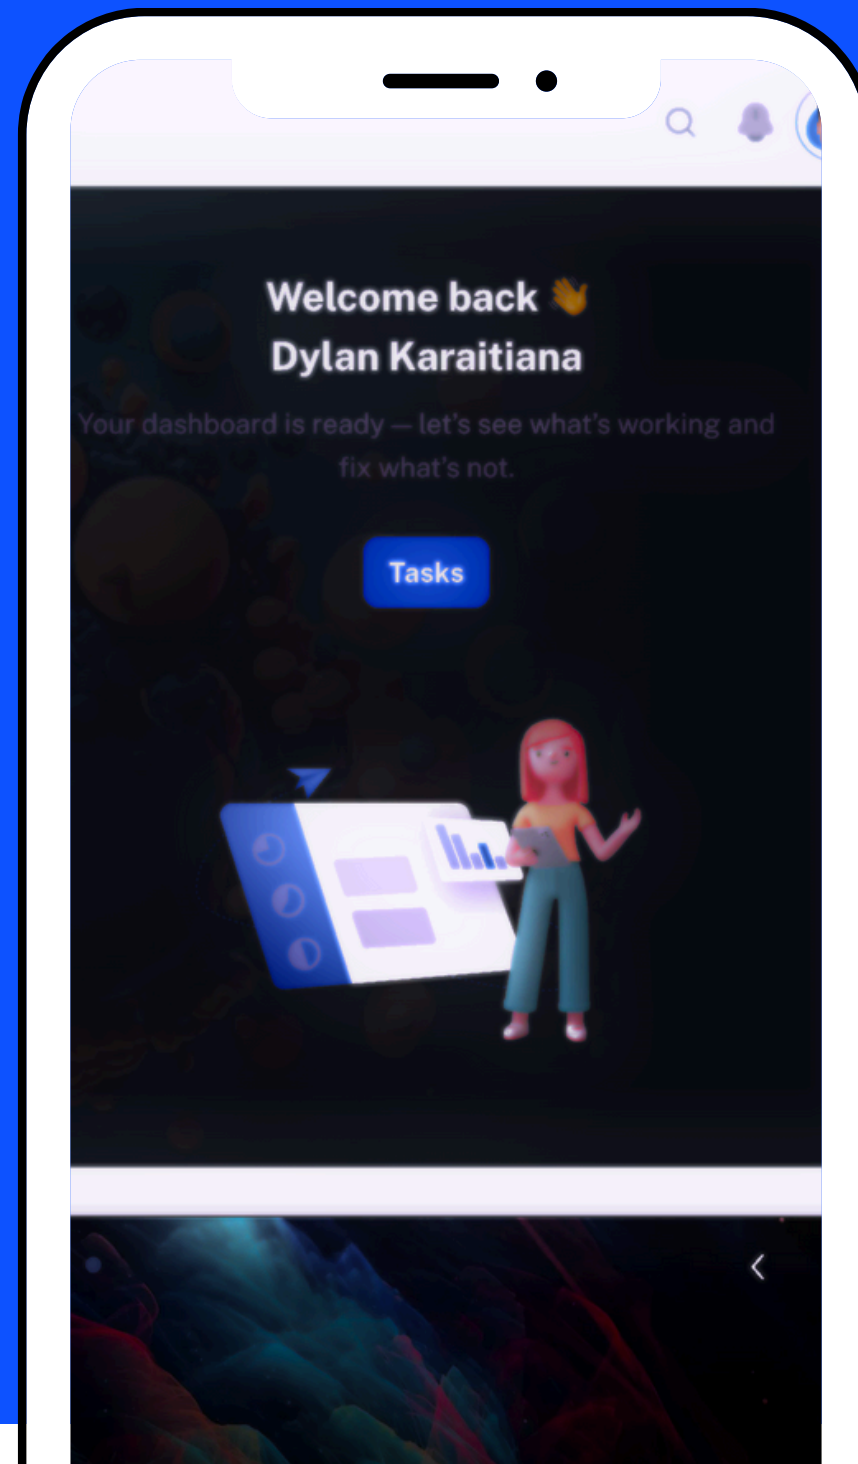 Welcome back 👋
Dylan Karaitiana
Your dashboard is ready — let's see what's working and
fix what's not.
Tasks